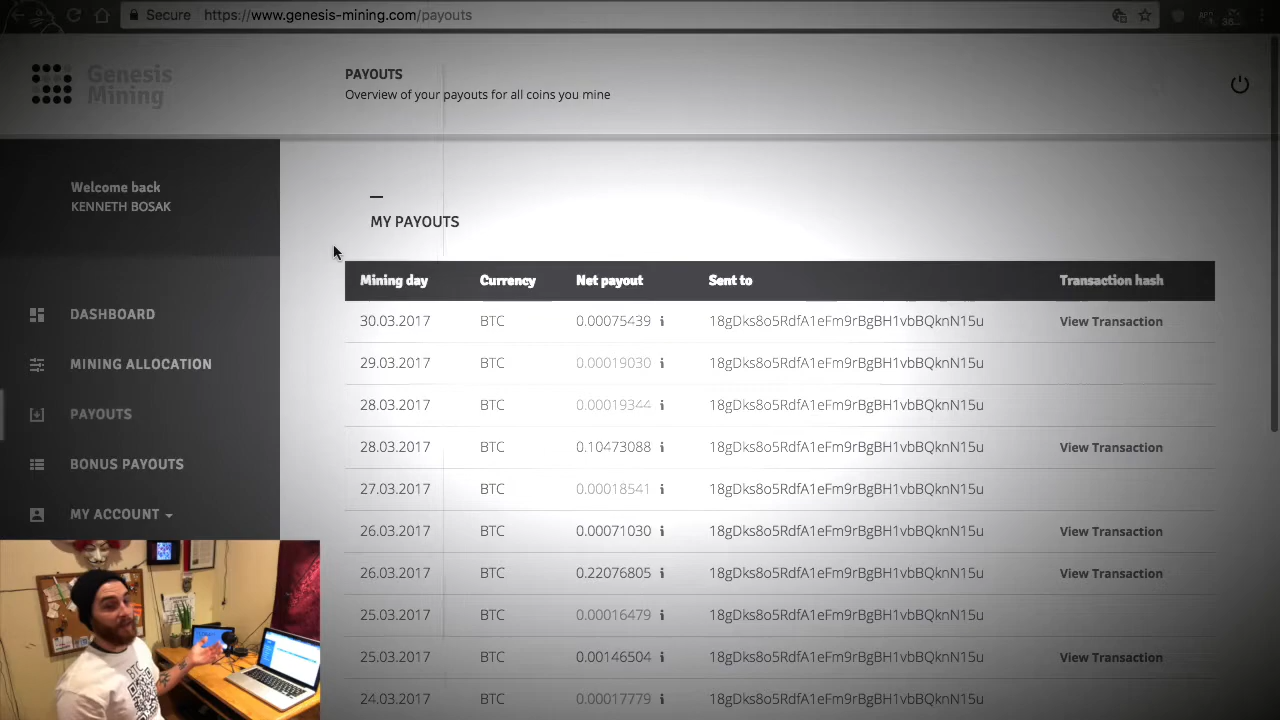 Secure https://www.genesis-mining.com/payouts
Genesis
Mining
PAYOUTS
Overview of your payouts for all coins you mine
Welcome back
KENNETH BOSAK
DASHBOARD
MINING ALLOCATION
PAYOUTS
BONUS PAYOUTS
MY ACCOUNT
MY PAYOUTS
Mining day Currency Net payout Sent to Transaction hash
30.03.2017 BTC 0.00075439 i 18gDks8o5RdfA1eFm9rBgBH1vbBQknN15u View Transaction
29.03.2017 BTC 0.00019030 i 18gDks8o5RdfA1eFm9rBgBH1vbBQknN15u
28.03.2017 BTC 0.00019344 i 18gDks8o5RdfA1eFm9rBgBH1vbBQknN15u
28.03.2017 BTC 0.10473088 i 18gDks8o5RdfA1eFm9rBgBH1vbBQknN15u View Transaction
27.03.2017 BTC 0.00018541 i 18gDks8o5RdfA1eFm9rBgBH1vbBQknN15u
26.03.2017 BTC 0.00071030 i 18gDks8o5RdfA1eFm9rBgBH1vbBQknN15u View Transaction
26.03.2017 BTC 0.22076805 i 18gDks8o5RdfA1eFm9rBgBH1vbBQknN15u View Transaction
25.03.2017 BTC 0.00016479 i 18gDks8o5RdfA1eFm9rBgBH1vbBQknN15u
25.03.2017 BTC 0.00146504 i 18gDks8o5RdfA1eFm9rBgBH1vbBQknN15u View Transaction
24.03.2017 BTC 0.00017779 i 18gDks8o5RdfA1eFm9rBgBH1vbBQknN15u
BTC